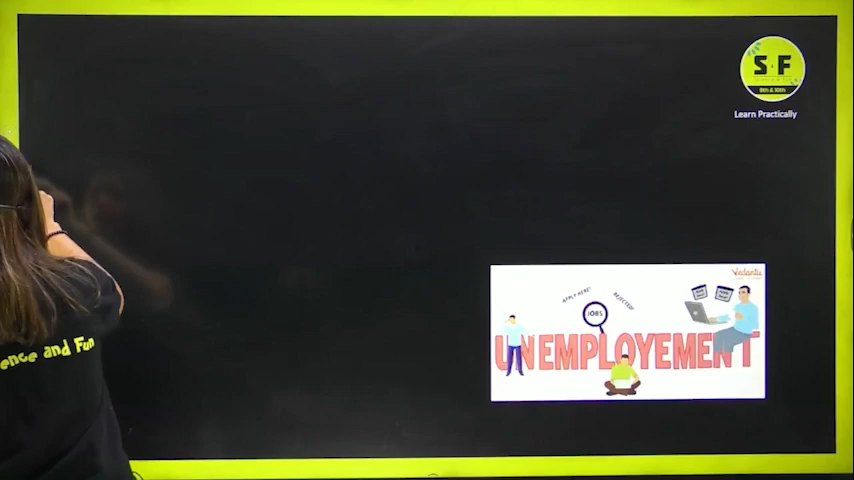 S F
9th & 10th
Learn Practically
ence and Fun
Vedantu
APPLY HERE!
REJECTED!
JOBS
UNEMPLOYEMENT